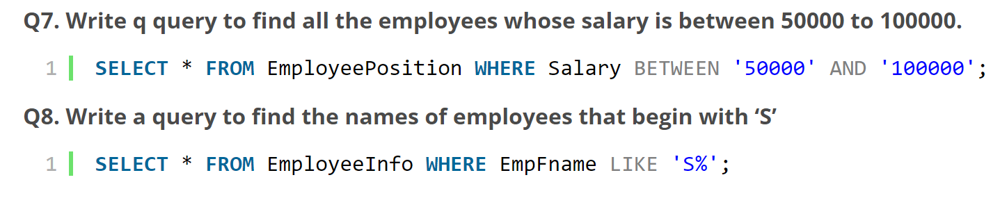 Q7. Write q query to find all the employees whose salary is between 50000 to 100000.
1 SELECT * FROM EmployeePosition WHERE Salary BETWEEN '50000' AND '100000';
Q8. Write a query to find the names of employees that begin with ‘S’
1 SELECT * FROM EmployeeInfo WHERE EmpFname LIKE 'S%';